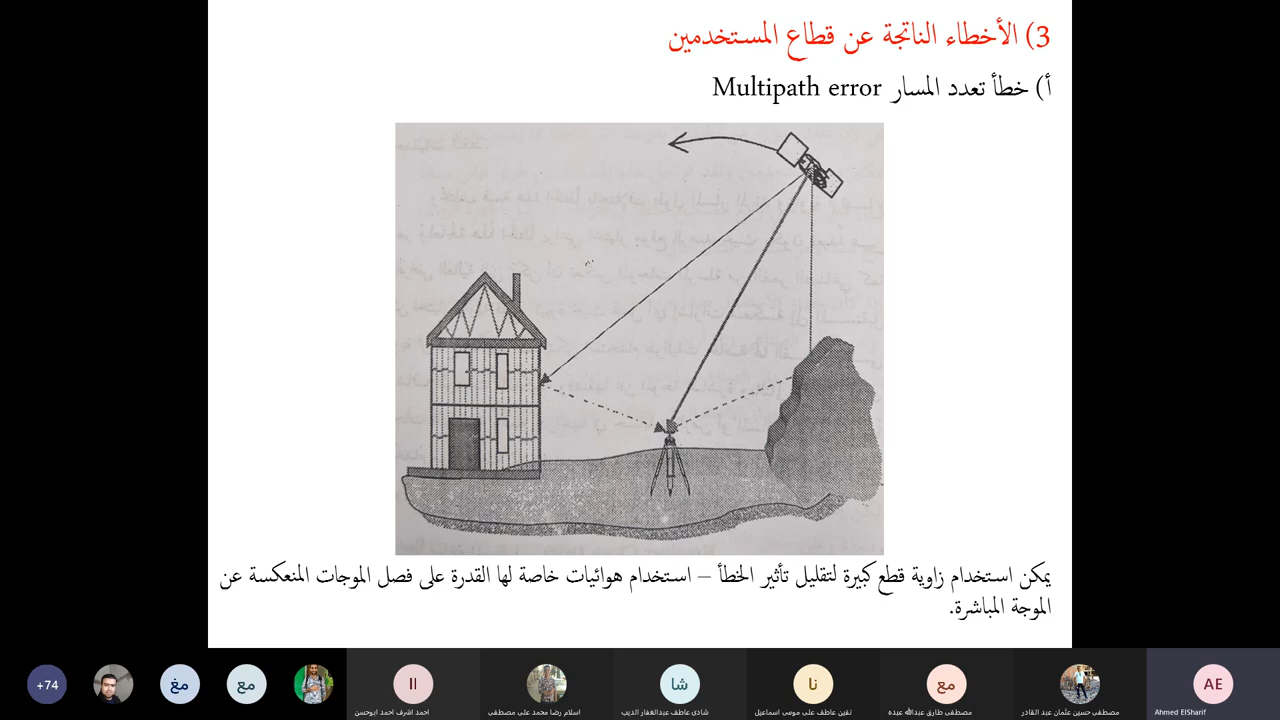 3) الأخطاء الناتجة عن قطاع المستخدمين
أ) خطأ تعدد المسار Multipath error
يمكن استخدام زاوية قطع كبيرة لتقليل تأثير الخطأ – استخدام هوائيات خاصة لها القدرة على فصل الموجات المنعكسة عن
الموجة المباشرة.
+74
مغ
مع
اا
شا
نا
مع
AE
احمد اشرف احمد ابوحسن
اسلام رضا محمد على مصطفى
شادى عاطف عبدالغفار الديب
نفين عاطف على موسى اسماعيل
مصطفى طارق عبدالله عبده
مصطفى حسين عثمان عبد القادر
Ahmed ElSharif